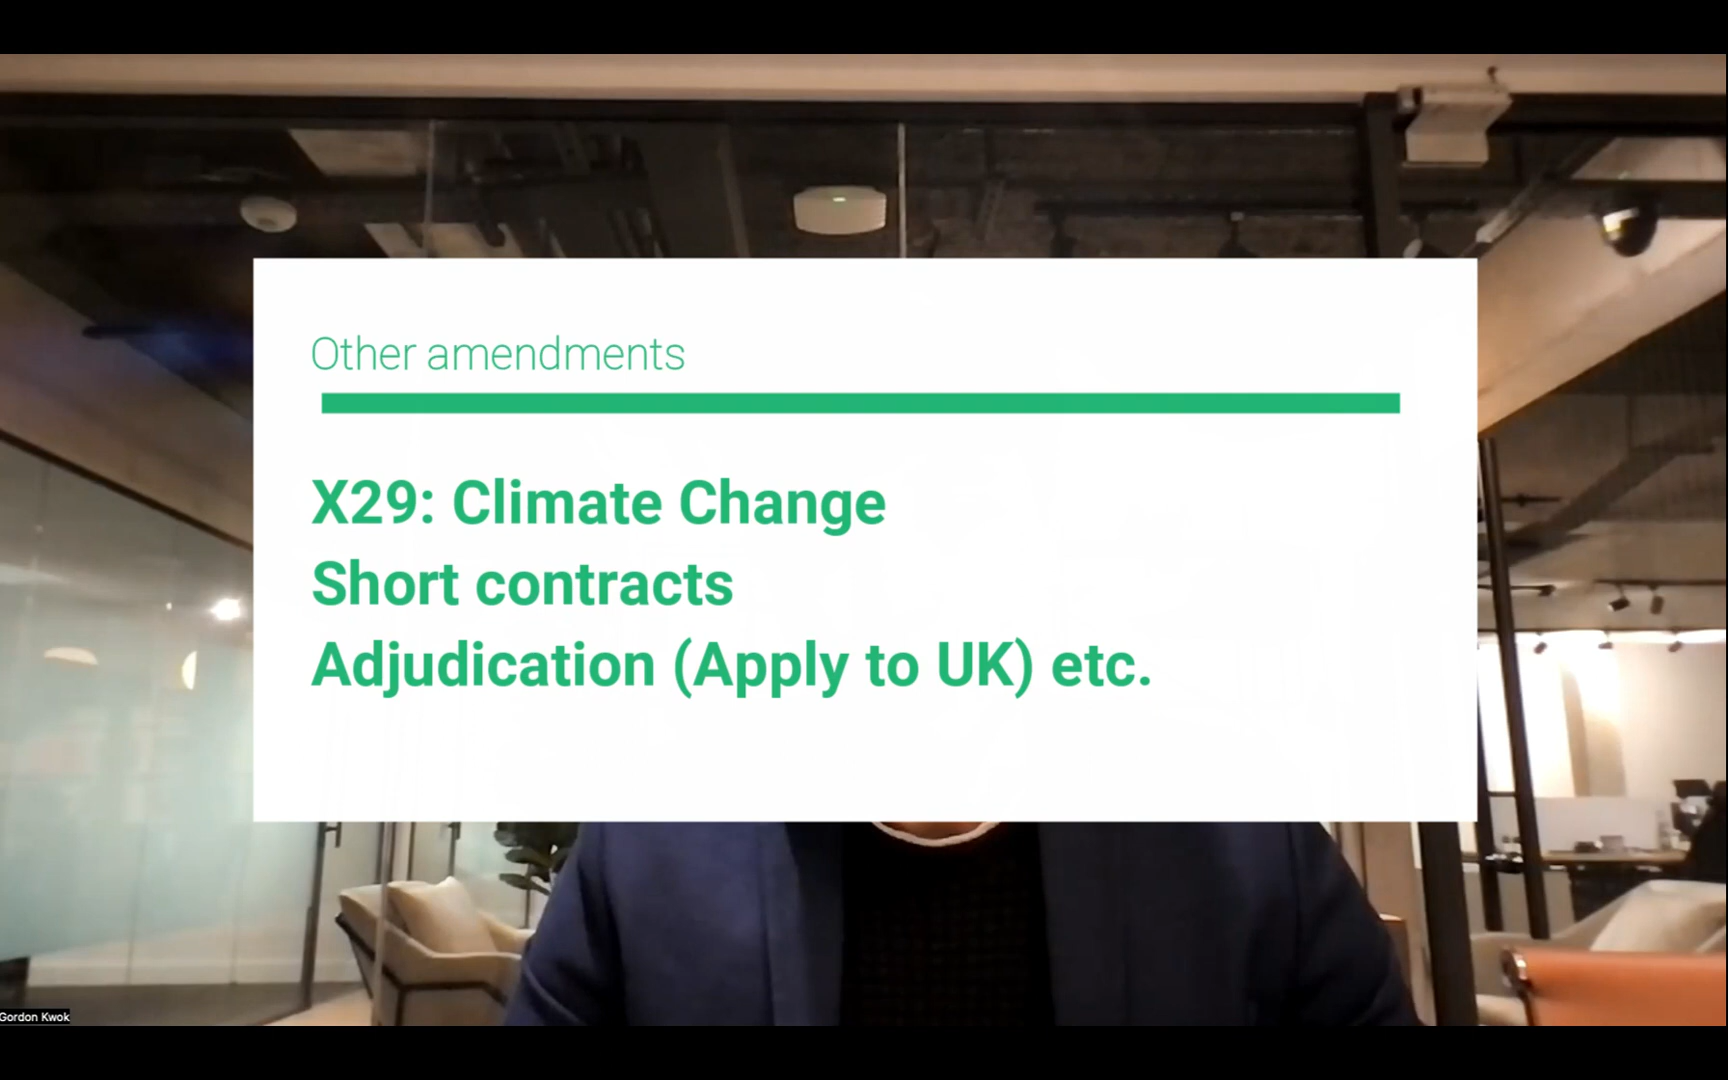 Other amendments
X29: Climate Change
Short contracts
Adjudication (Apply to UK) etc.
Gordon Kwok